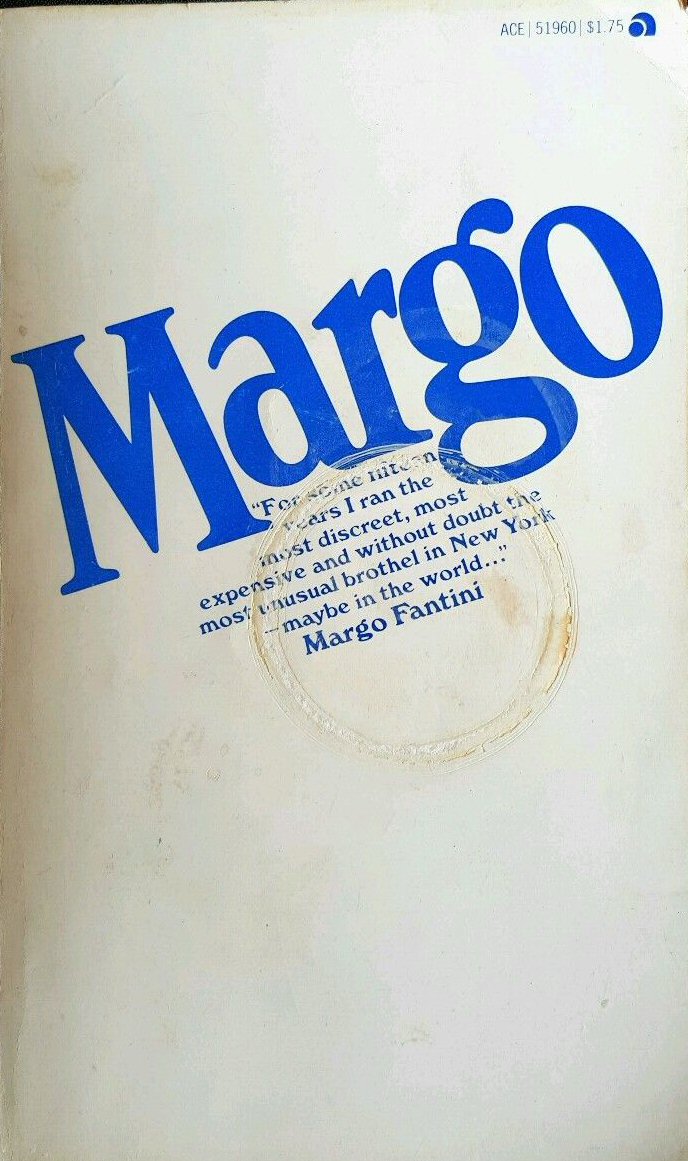 ACE | 51960 | $1.75
Margo
"For some fifteen
years I ran the
most discreet, most
expensive and without doubt the
most unusual brothel in New York
...maybe in the world..."
Margo Fantini